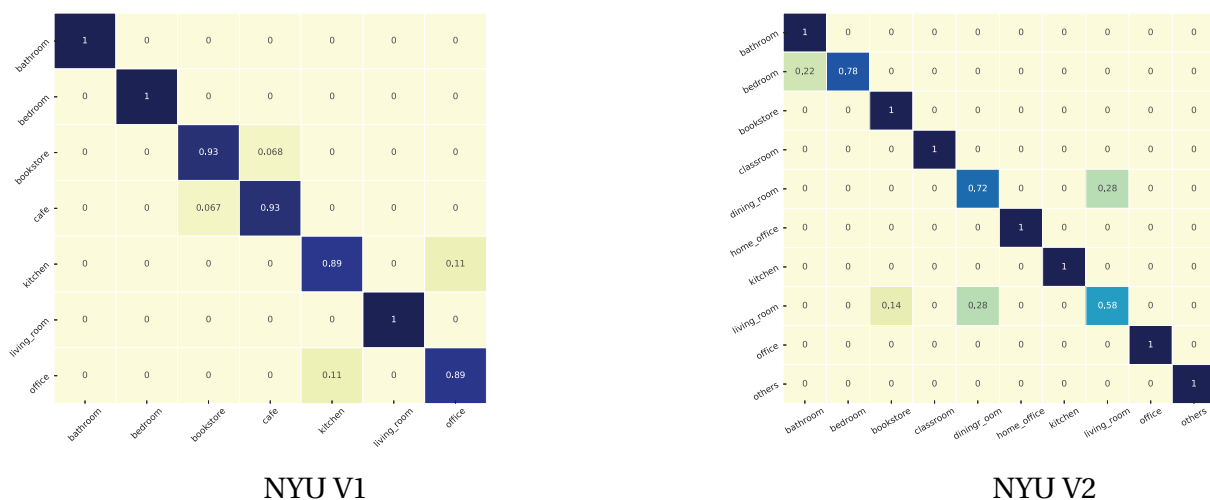 bathroom 1 0 0 0 0 0 0
bedroom 0 1 0 0 0 0 0
bookstore 0 0 0.93 0.068 0 0 0
cafe 0 0 0.067 0.93 0 0 0
kitchen 0 0 0 0 0.89 0 0.11
living_room 0 0 0 0 0 1 0
office 0 0 0 0 0.11 0 0.89
bathroom bedroom bookstore cafe kitchen living_room office
NYU V1
bathroom 1 0 0 0 0 0 0 0 0 0
bedroom 0,22 0,78 0 0 0 0 0 0 0 0
bookstore 0 0 1 0 0 0 0 0 0 0
classroom 0 0 0 1 0 0 0 0 0 0
dining_room 0 0 0 0 0,72 0 0 0,28 0 0
home_office 0 0 0 0 0 1 0 0 0 0
kitchen 0 0 0 0 0 0 1 0 0 0
living_room 0 0 0,14 0 0,28 0 0 0,58 0 0
office 0 0 0 0 0 0 0 0 1 0
others 0 0 0 0 0 0 0 0 0 1
bathroom bedroom bookstore classroom diningr_oom home_office kitchen living_room office others
NYU V2